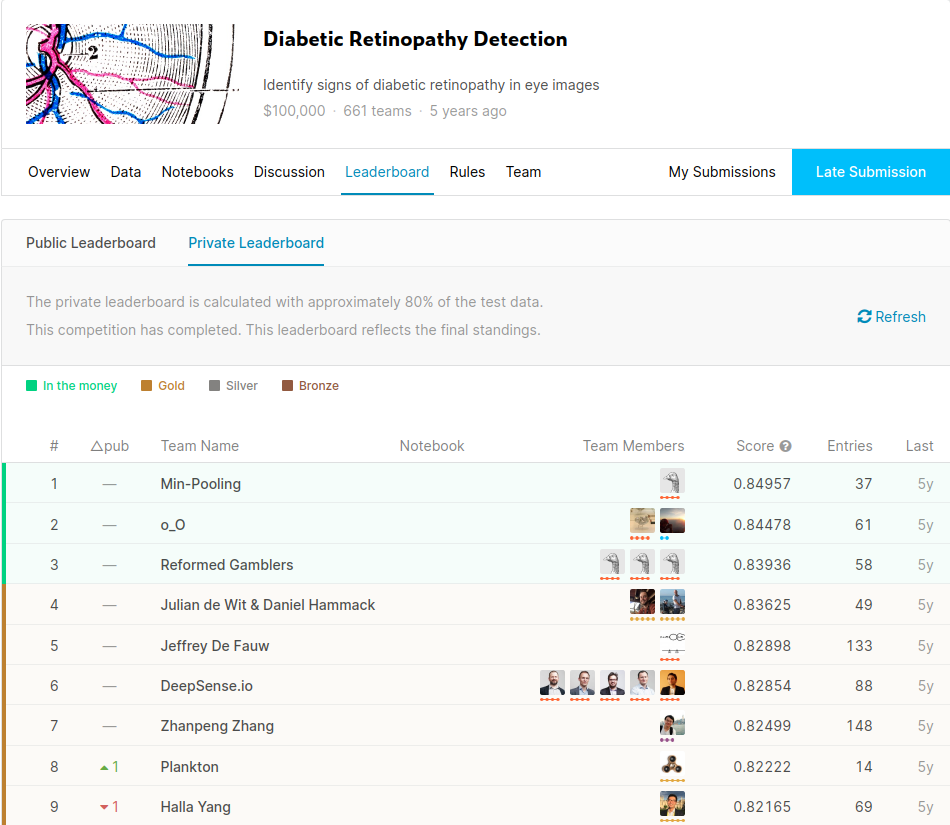 2
Diabetic Retinopathy Detection
Identify signs of diabetic retinopathy in eye images
$100,000 · 661 teams · 5 years ago
Overview Data Notebooks Discussion Leaderboard Rules Team My Submissions Late Submission
Public Leaderboard Private Leaderboard
The private leaderboard is calculated with approximately 80% of the test data.
This competition has completed. This leaderboard reflects the final standings.
Refresh
In the money Gold Silver Bronze
# △pub Team Name Notebook Team Members Score ? Entries Last
1 — Min-Pooling 0.84957 37 5y
2 — o_O 0.84478 61 5y
3 — Reformed Gamblers 0.83936 58 5y
4 — Julian de Wit & Daniel Hammack 0.83625 49 5y
5 — Jeffrey De Fauw 0.82898 133 5y
6 — DeepSense.io 0.82854 88 5y
7 — Zhanpeng Zhang 0.82499 148 5y
8 ▲1 Plankton 0.82222 14 5y
9 ▼1 Halla Yang 0.82165 69 5y